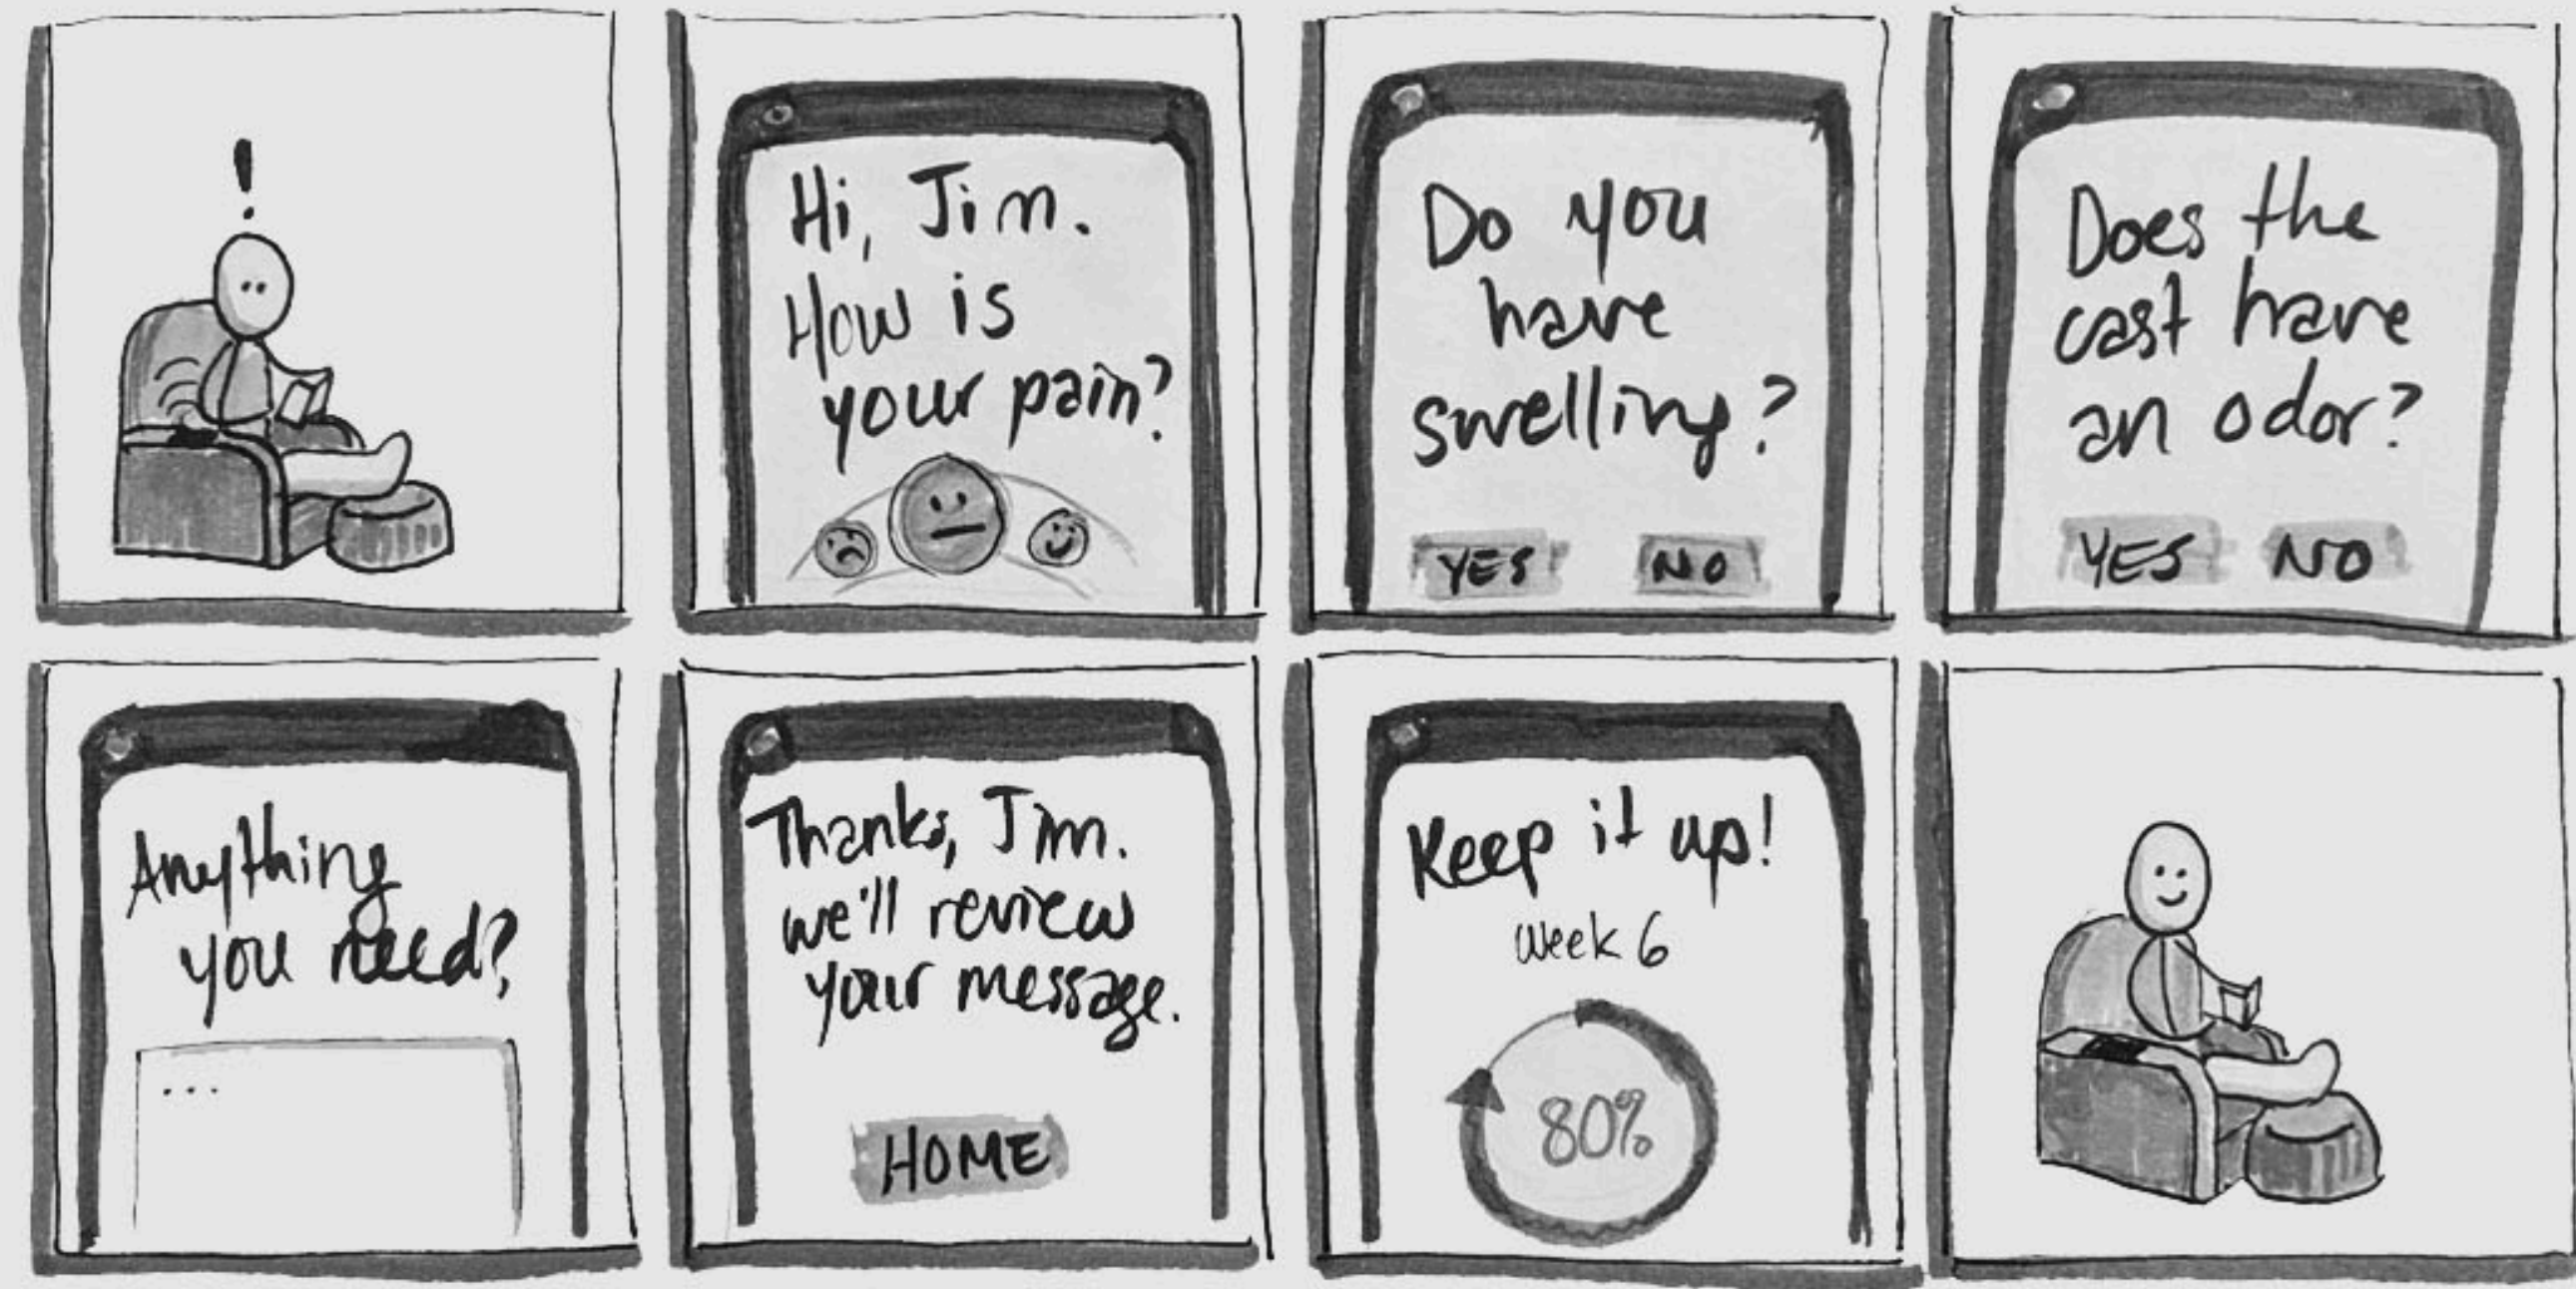 !
Hi, Jim.
How is
your pain?
Do you
have
swelling?
YES NO
Does the
cast have
an odor?
YES NO
Anything
you need?
...
Thanks, Jim.
we'll review
your message.
HOME
Keep it up!
Week 6
80%